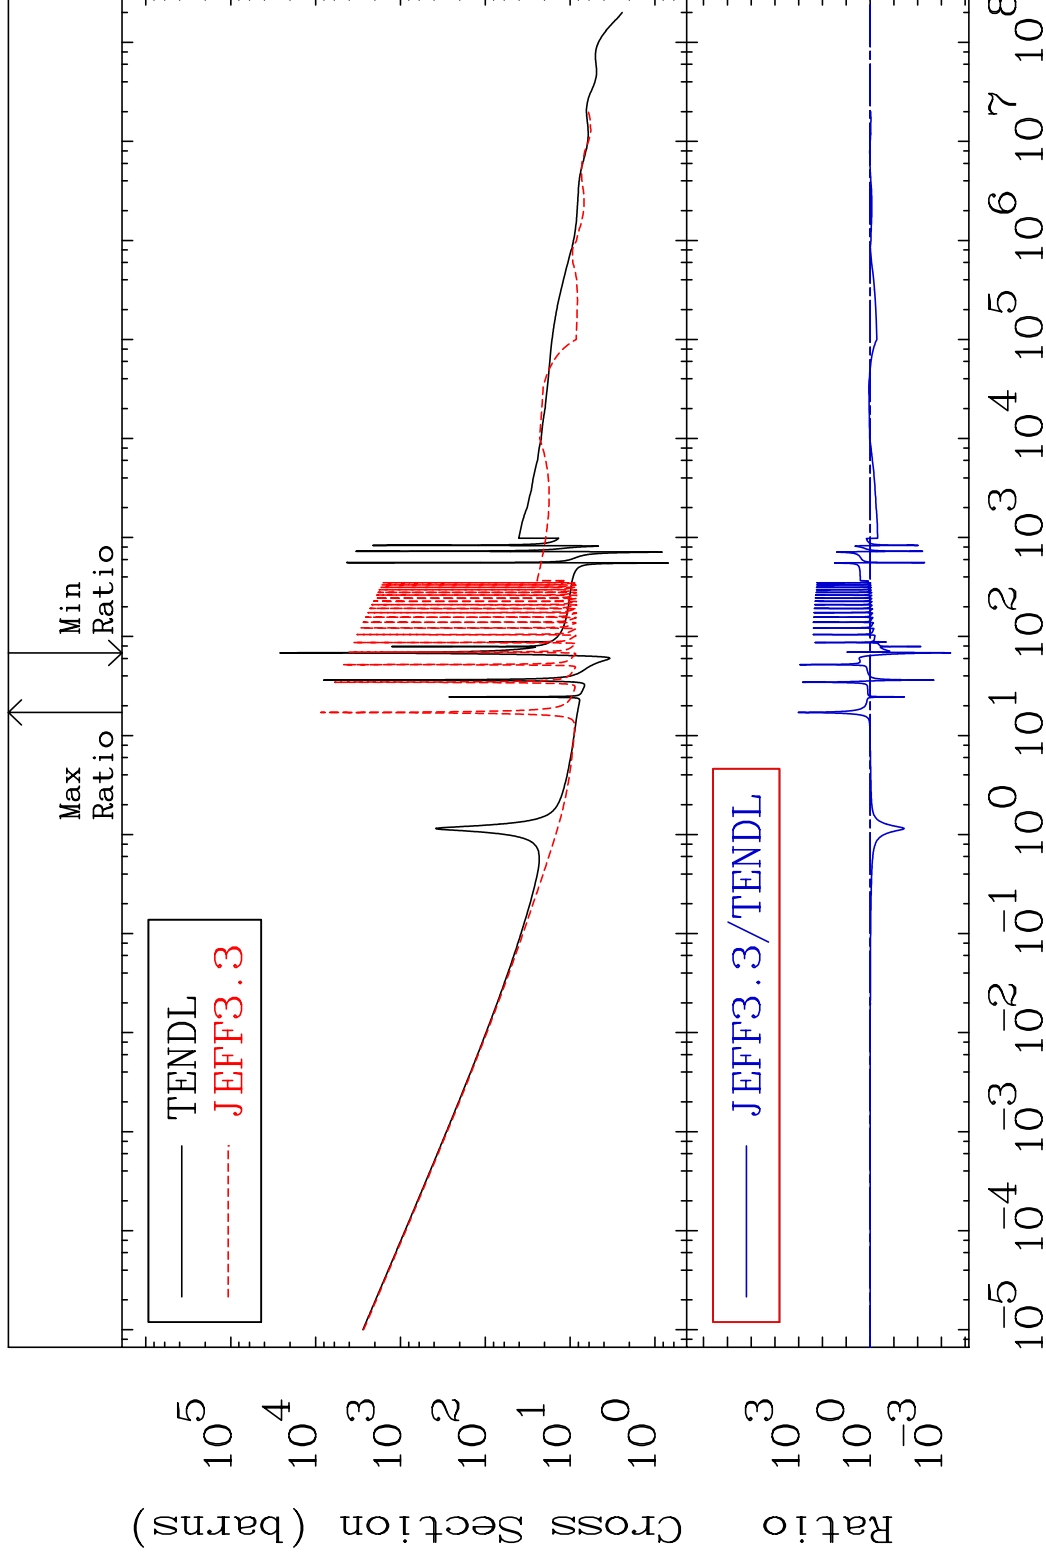 Max
Ratio
Min
Ratio
TENDL
JEFF3.3
Cross Section (barns)
10^5
10^4
10^3
10^2
10^1
10^0
JEFF3.3/TENDL
Ratio
10^3
10^0
10^-3
10^-5 10^-4 10^-3 10^-2 10^-1 10^0 10^1 10^2 10^3 10^4 10^5 10^6 10^7 10^8